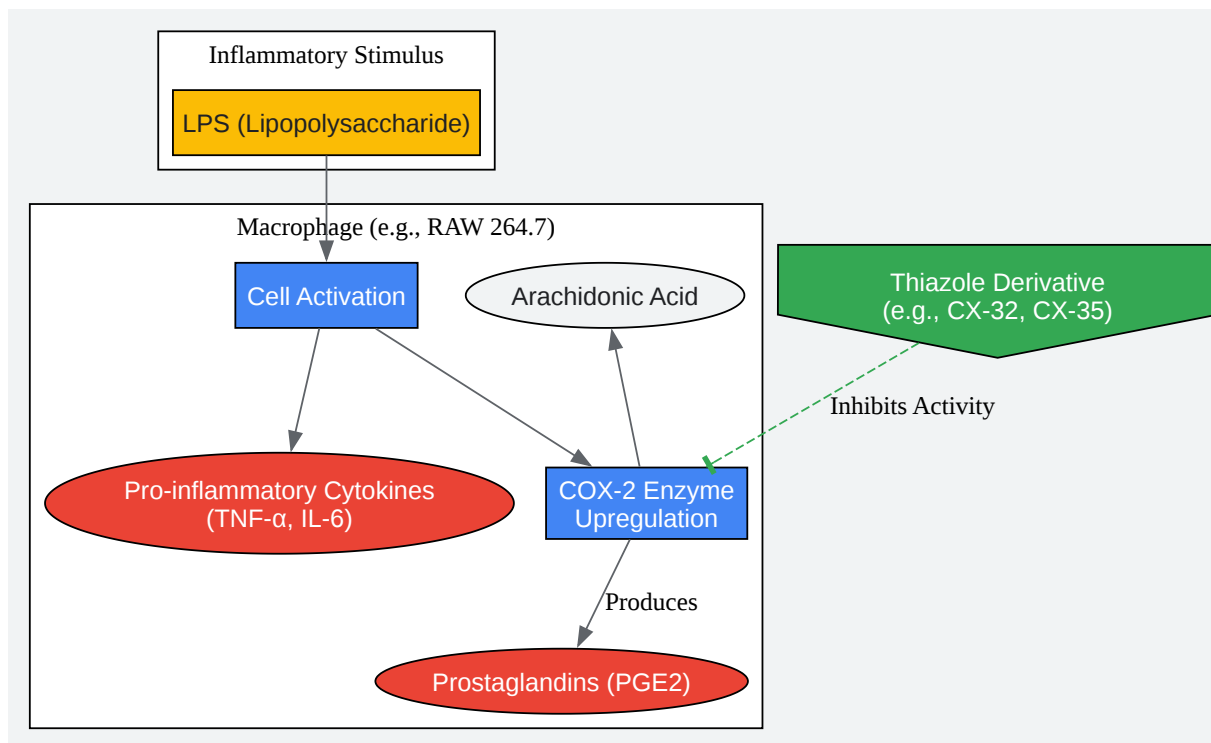 Inflammatory Stimulus
LPS (Lipopolysaccharide)
Macrophage (e.g., RAW 264.7)
Cell Activation
Arachidonic Acid
Thiazole Derivative
(e.g., CX-32, CX-35)
Inhibits Activity
Pro-inflammatory Cytokines
(TNF-α, IL-6)
COX-2 Enzyme
Upregulation
Produces
Prostaglandins (PGE2)